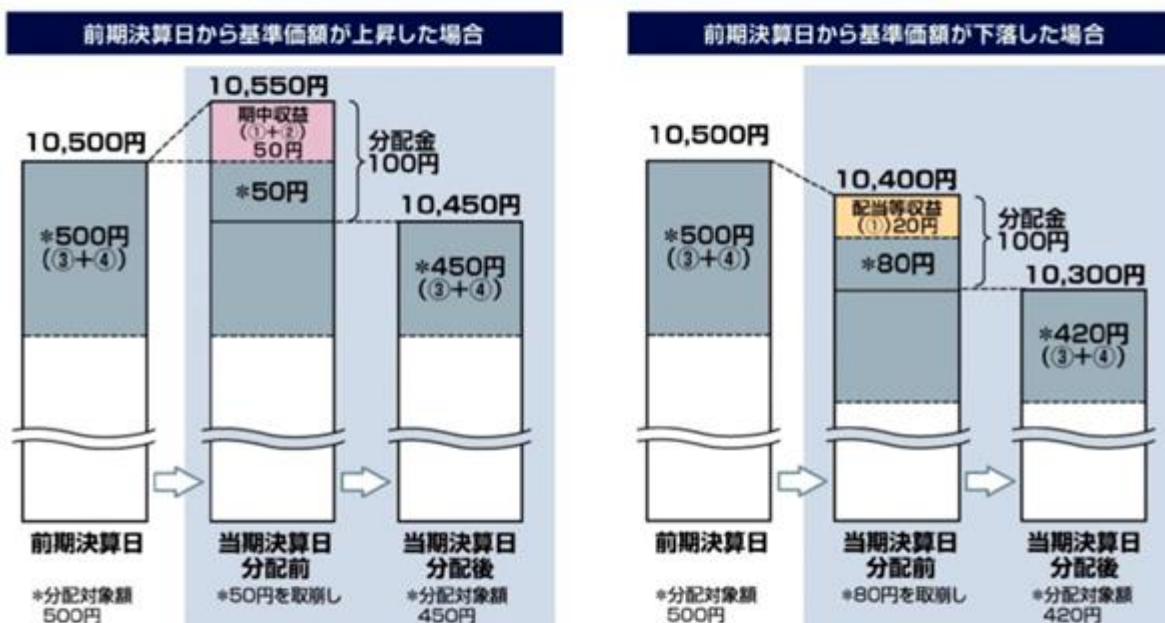 前期決算日から基準価額が上昇した場合
10,550円
期中収益
(①+②)
50円
10,500円
分配金
100円
*50円
10,450円
*500円
(③+④)
*450円
(③+④)
前期決算日
当期決算日
分配前
当期決算日
分配後
*分配対象額
500円
*50円を取崩し
*分配対象額
450円
前期決算日から基準価額が下落した場合
10,500円
10,400円
配当等収益
(①)20円
分配金
100円
*500円
(③+④)
*80円
10,300円
*420円
(③+④)
前期決算日
当期決算日
分配前
当期決算日
分配後
*分配対象額
500円
*80円を取崩し
*分配対象額
420円